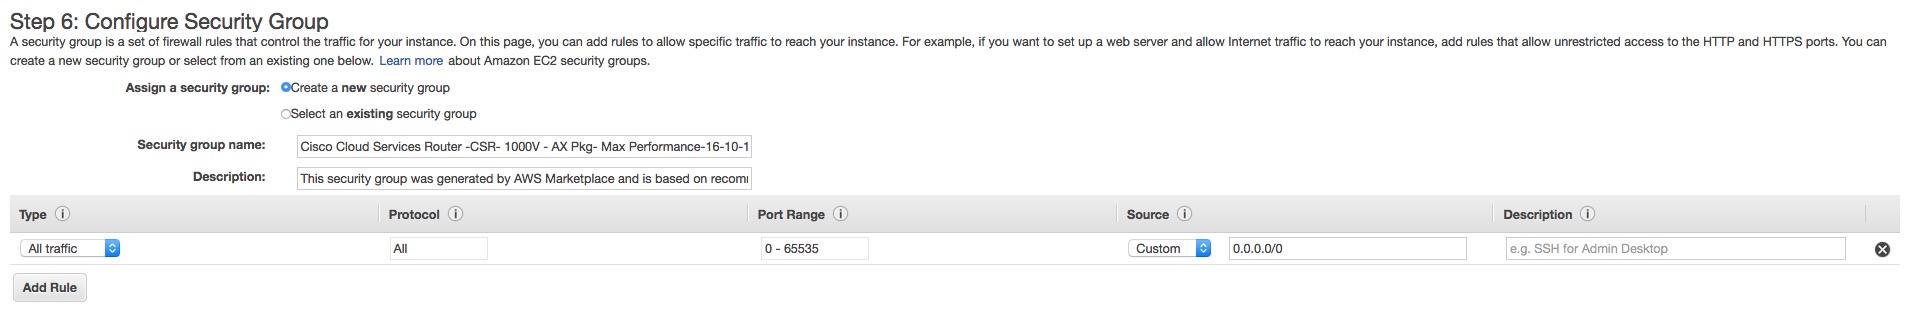 Step 6: Configure Security Group
A security group is a set of firewall rules that control the traffic for your instance. On this page, you can add rules to allow specific traffic to reach your instance. For example, if you want to set up a web server and allow Internet traffic to reach your instance, add rules that allow unrestricted access to the HTTP and HTTPS ports. You can
create a new security group or select from an existing one below. Learn more about Amazon EC2 security groups.
Assign a security group: Create a new security group
Select an existing security group
Security group name: Cisco Cloud Services Router -CSR- 1000V - AX Pkg- Max Performance-16-10-1
Description: This security group was generated by AWS Marketplace and is based on recom
Type i Protocol i Port Range i Source i Description i
All traffic All 0 - 65535 Custom 0.0.0.0/0 e.g. SSH for Admin Desktop
Add Rule